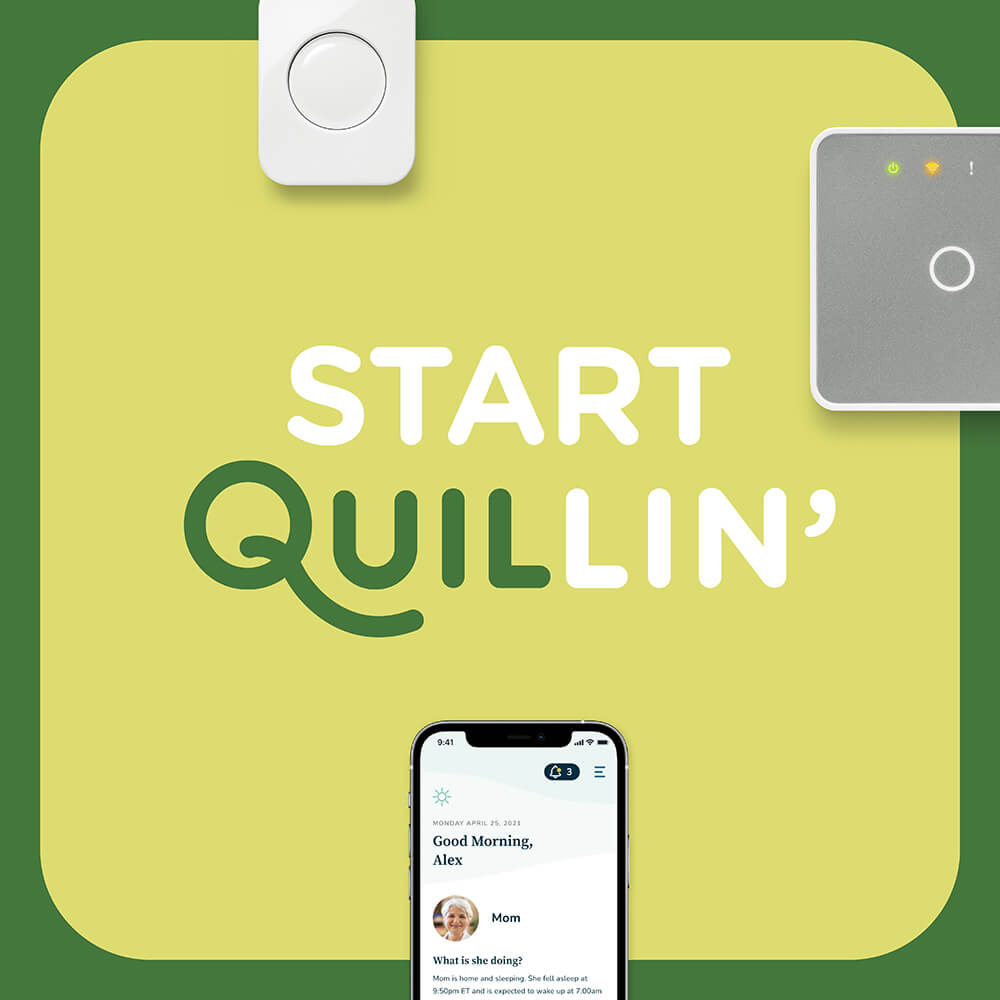 START
QUILLIN’
9:41
3
MONDAY APRIL 25, 2021
Good Morning,
Alex
Mom
What is she doing?
Mom is home and sleeping. She fell asleep at
9:50pm ET and is expected to wake up at 7:00am